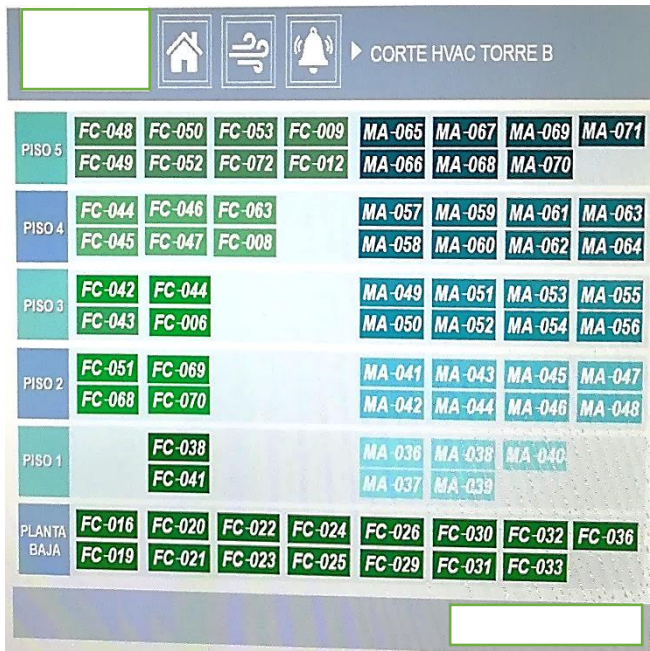 CORTE HVAC TORRE B
PISO 5
FC-048 FC-050 FC-053 FC-009 MA-065 MA-067 MA-069 MA-071
FC-049 FC-052 FC-072 FC-012 MA-066 MA-068 MA-070
PISO 4
FC-044 FC-046 FC-063 MA-057 MA-059 MA-061 MA-063
FC-045 FC-047 FC-008 MA-058 MA-060 MA-062 MA-064
PISO 3
FC-042 FC-044 MA-049 MA-051 MA-053 MA-055
FC-043 FC-006 MA-050 MA-052 MA-054 MA-056
PISO 2
FC-051 FC-069 MA-041 MA-043 MA-045 MA-047
FC-068 FC-070 MA-042 MA-044 MA-046 MA-048
PISO 1
FC-038 MA-036 MA-038 MA-040
FC-041 MA-037 MA-039
PLANTA
BAJA
FC-016 FC-020 FC-022 FC-024 FC-026 FC-030 FC-032 FC-036
FC-019 FC-021 FC-023 FC-025 FC-029 FC-031 FC-033